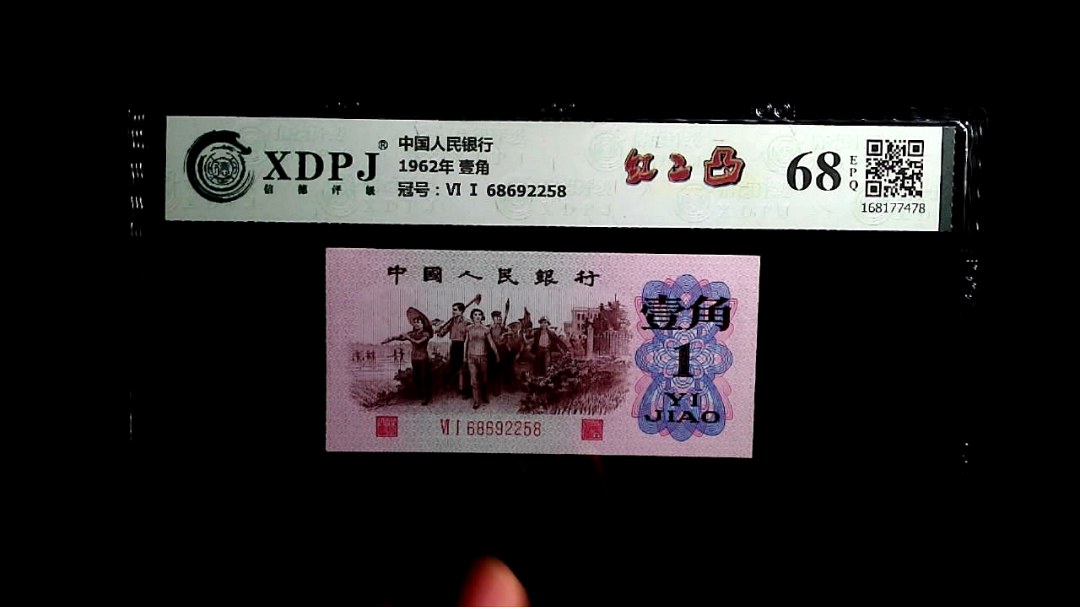 XDPJ®
信德评级
中国人民银行
1962年 壹角
冠号：VI I 68692258
红二凸
68
EPQ
168177478
中國人民銀行
壹角
1
YI
JIAO
VI I 68692258